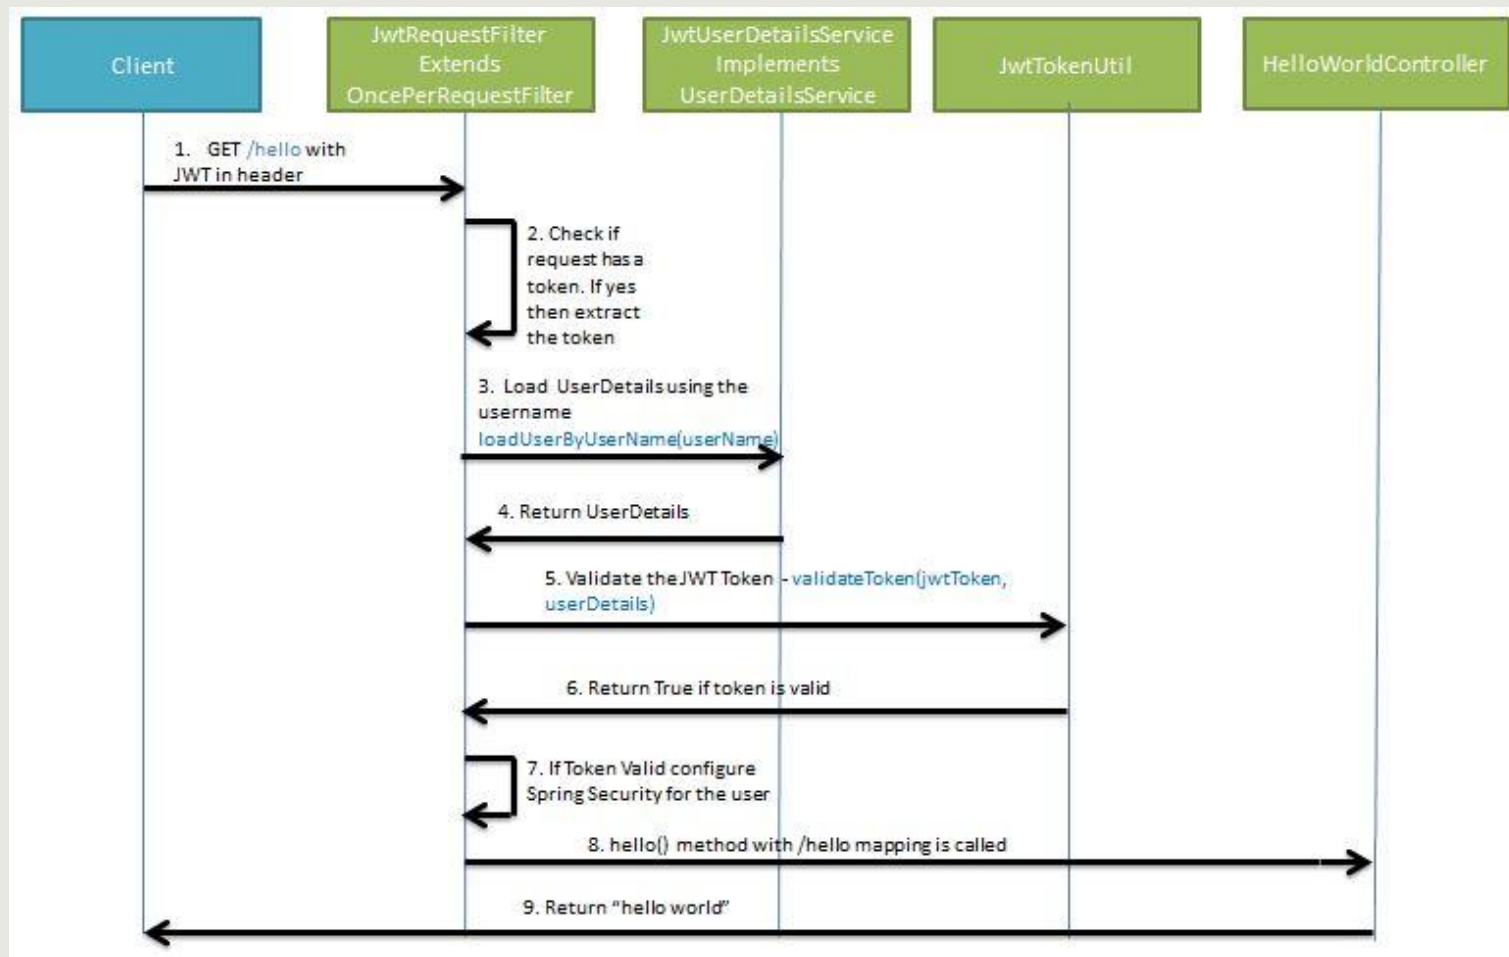 Client
JwtRequestFilter
Extends
OncePerRequestFilter
JwtUserDetailsService
Implements
UserDetailsService
JwtTokenUtil
HelloWorldController
1. GET /hello with
JWT in header
2. Check if
request has a
token. If yes
then extract
the token
3. Load UserDetails using the
username
loadUserByUserName(userName)
4. Return UserDetails
5. Validate the JWT Token - validateToken(jwtToken,
userDetails)
6. Return True if token is valid
7. If Token Valid configure
Spring Security for the user
8. hello() method with /hello mapping is called
9. Return “hello world”